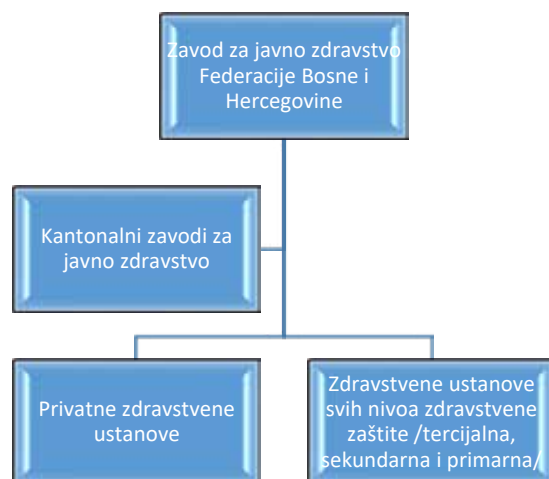 Zavod za javno zdravstvo
Federacije Bosne i
Hercegovine
Kantonalni zavodi za
javno zdravstvo
Privatne zdravstvene
ustanove
Zdravstvene ustanove
svih nivoa zdravstvene
zaštite /tercijalna,
sekundarna i primarna/